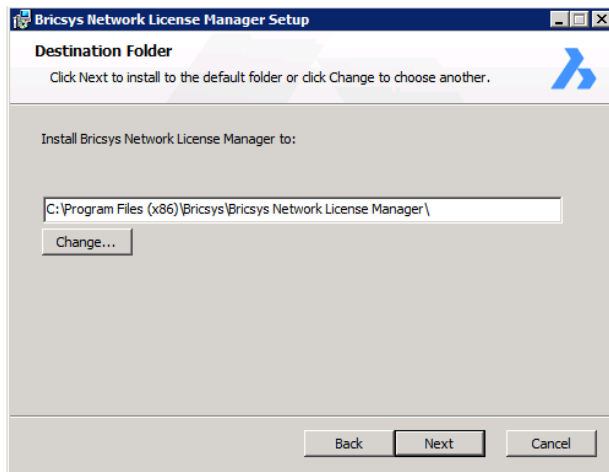 Bricsys Network License Manager Setup
Destination Folder
Click Next to install to the default folder or click Change to choose another.
Install Bricsys Network License Manager to:
C:\Program Files (x86)\Bricsys\Bricsys Network License Manager\
Change...
Back Next Cancel